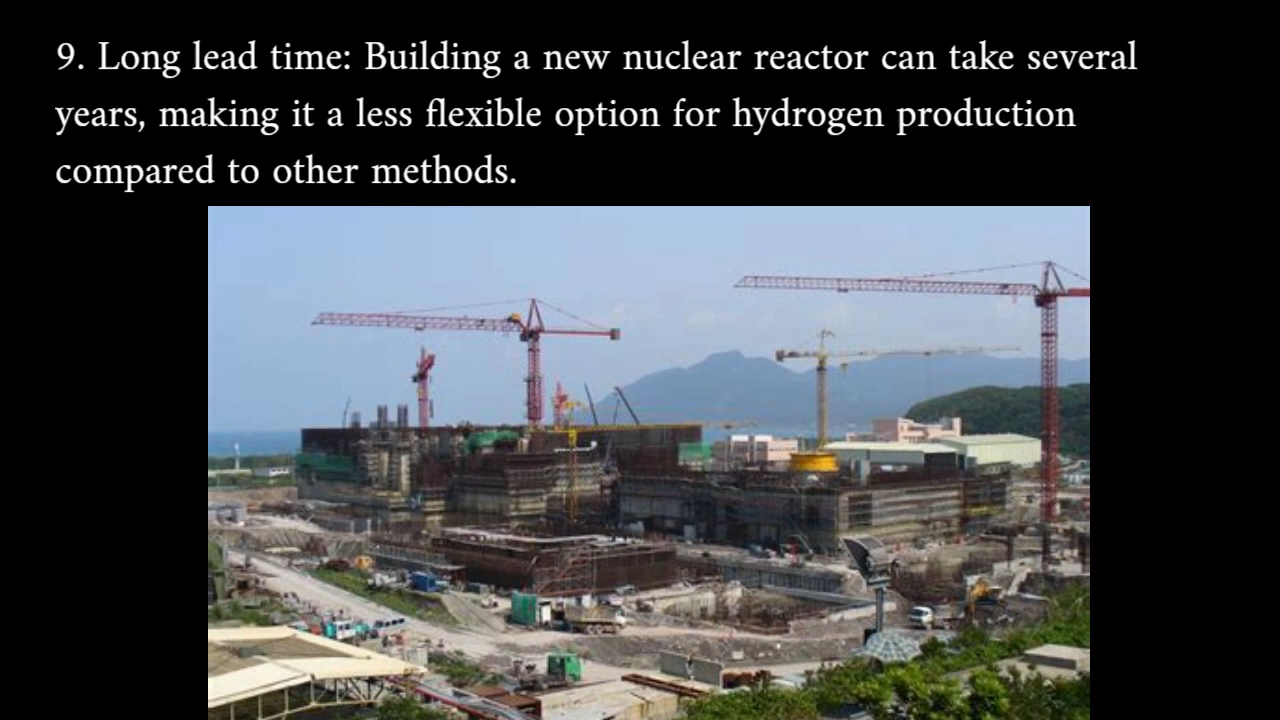 9. Long lead time: Building a new nuclear reactor can take several
years, making it a less flexible option for hydrogen production
compared to other methods.